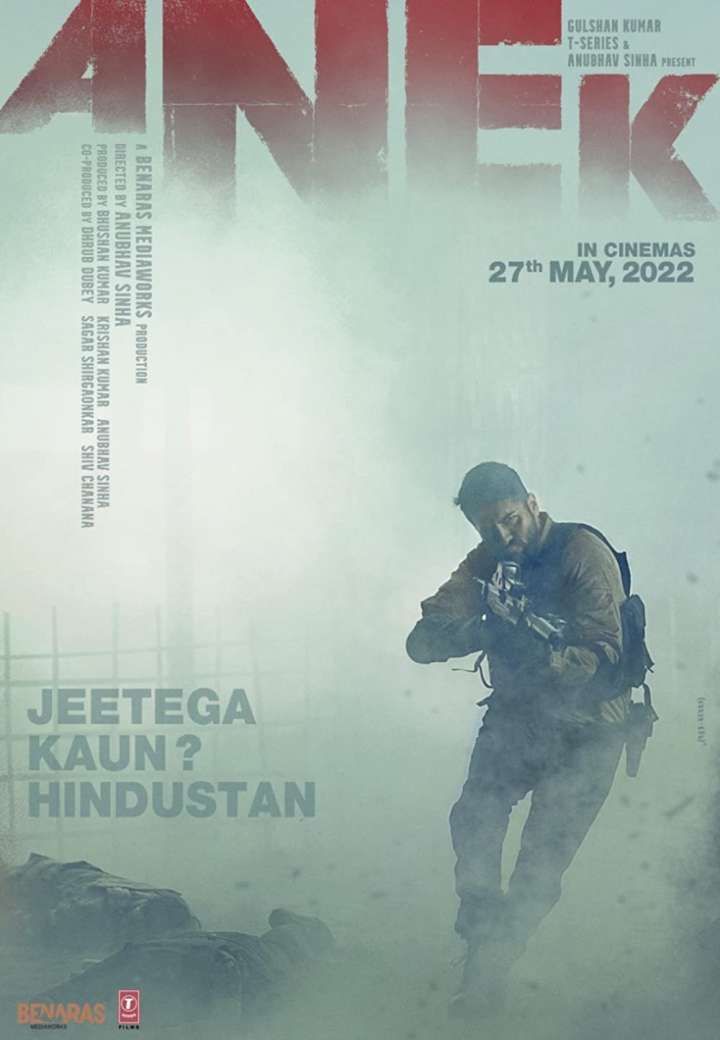 ANEK
GULSHAN KUMAR
T-SERIES &
ANUBHAV SINHA PRESENT
A BENARAS MEDIAWORKS PRODUCTION
DIRECTED BY ANUBHAV SINHA
PRODUCED BY BHUSHAN KUMAR KRISHAN KUMAR ANUBHAV SINHA
CO-PRODUCED BY DHRUB DUBEY SAGAR SHIRGAONKAR SHIV CHANANA
IN CINEMAS
27th MAY, 2022
JEETEGA
KAUN?
HINDUSTAN
BENARAS
MEDIAWORKS
T
FILMS